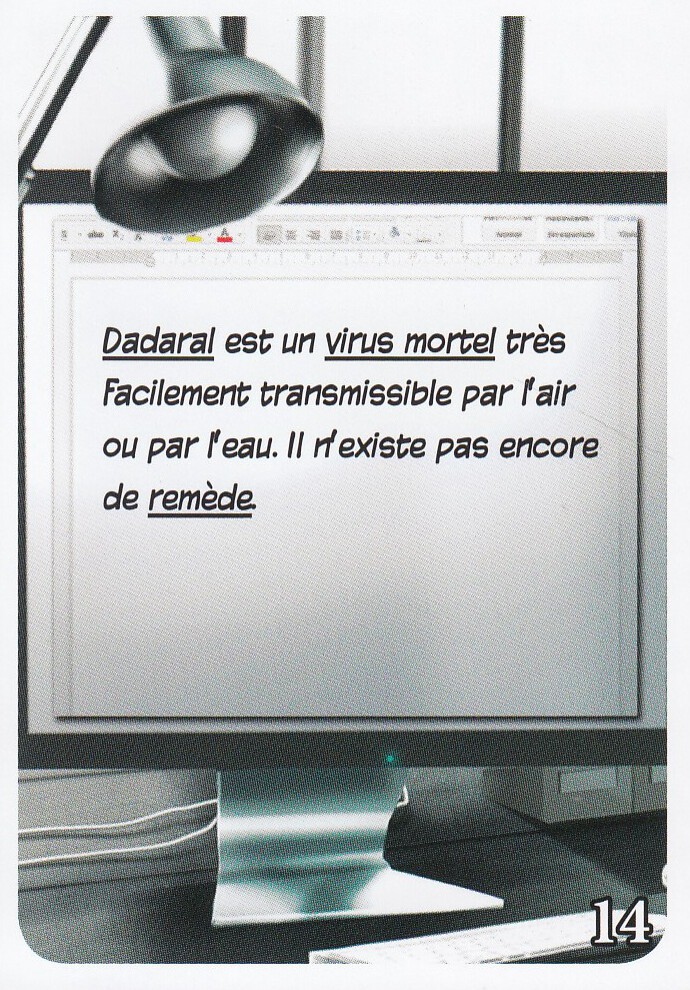 Dadaral est un virus mortel très
Facilement transmissible par l'air
ou par l'eau. Il n'existe pas encore
de remède.
14